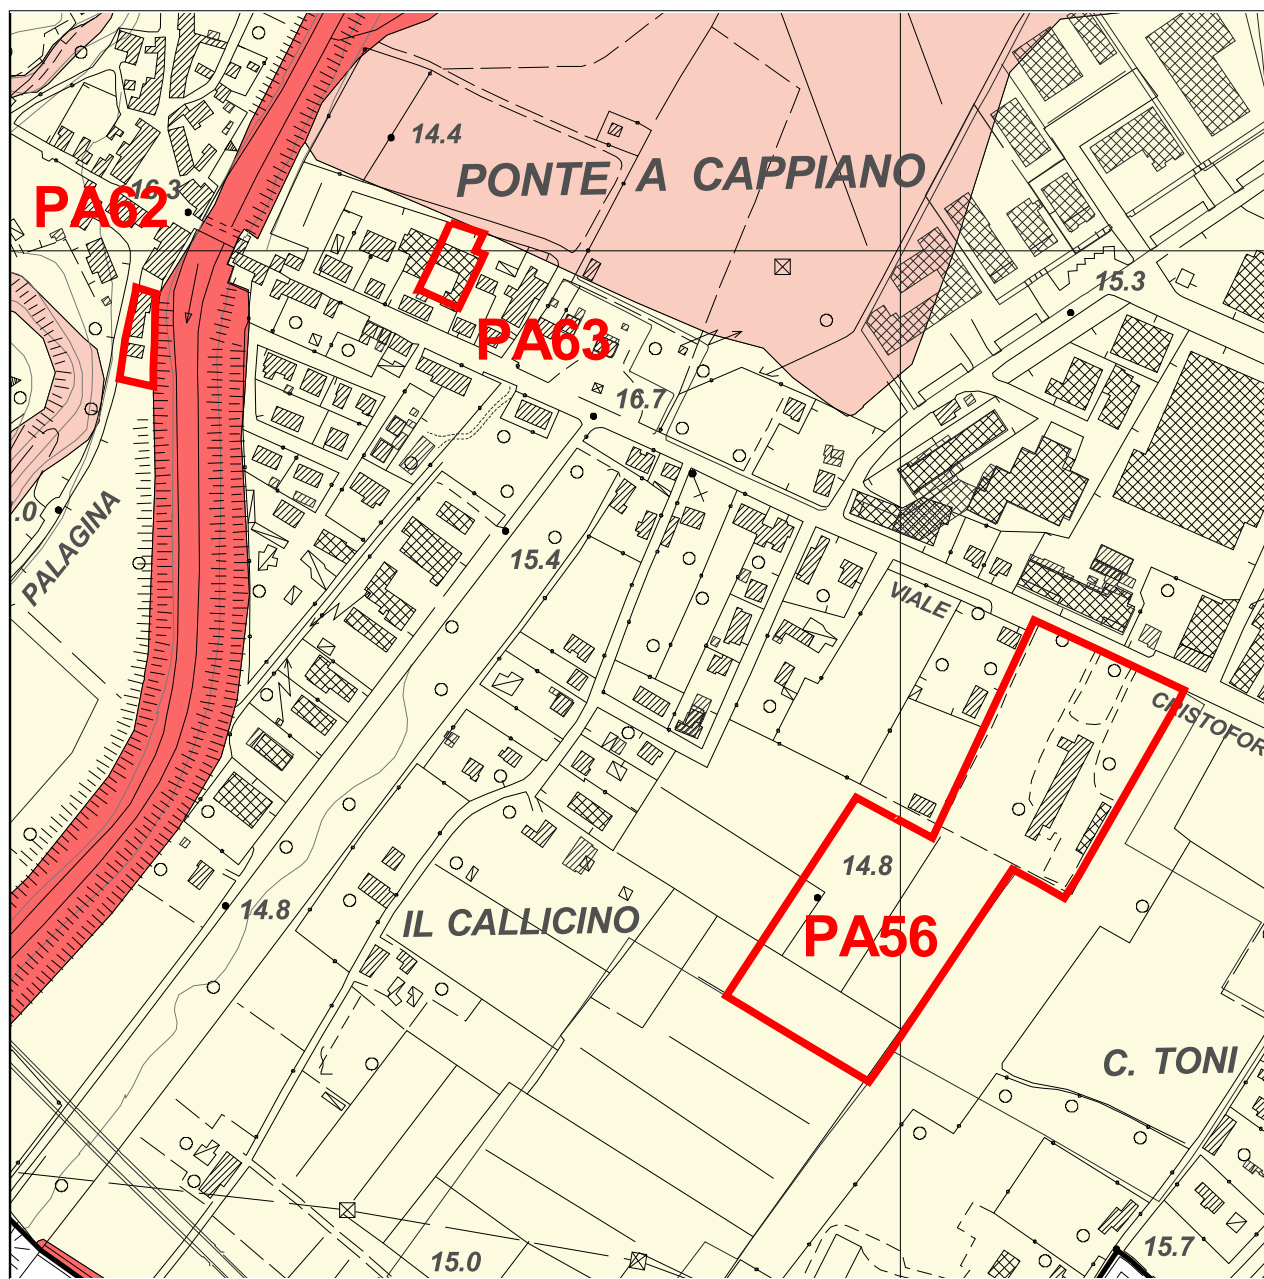 14.4
PONTE A CAPPIANO
16.3
PA62
15.3
PA63
16.7
.0
PALAGINA
15.4
VIALE
CRISTOFOR
14.8
14.8
IL CALLICINO
PA56
C. TONI
15.0
15.7